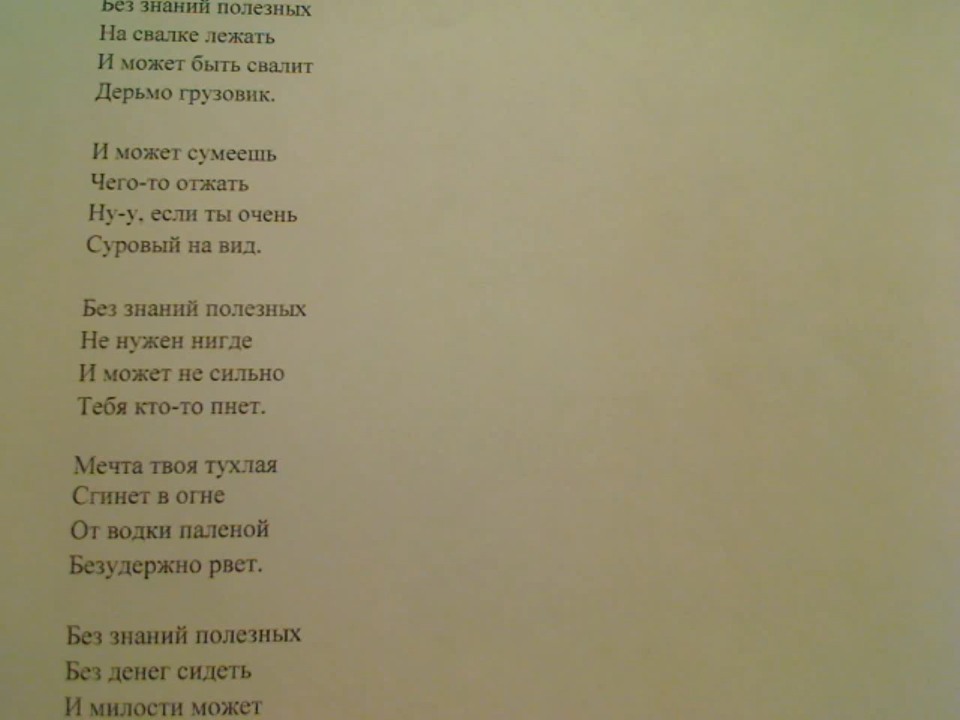 Без знаний полезных
На свалке лежать
И может быть свалит
Дерьмо грузовик.
И может сумеешь
Чего-то отжать
Ну-у, если ты очень
Суровый на вид.
Без знаний полезных
Не нужен нигде
И может не сильно
Тебя кто-то пнет.
Мечта твоя тухлая
Сгинет в огне
От водки паленой
Безудержно рвет.
Без знаний полезных
Без денег сидеть
И милости может